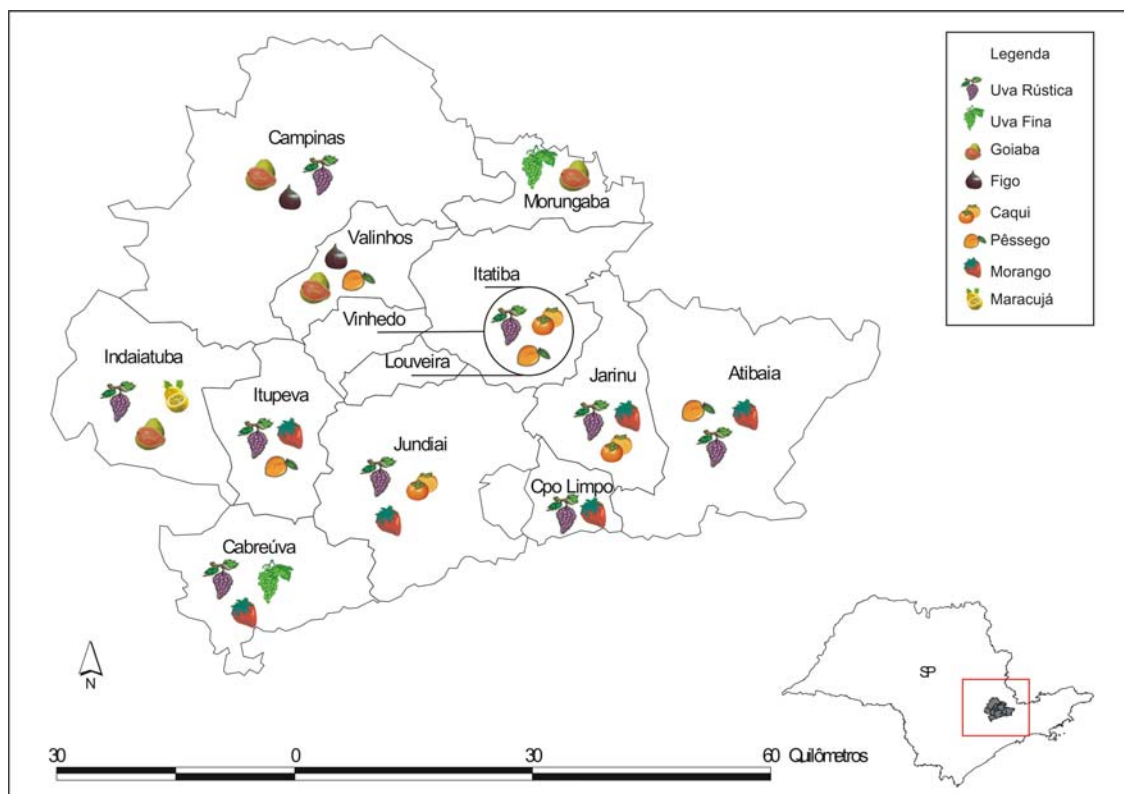 Legenda
Uva Rústica
Uva Fina
Goiaba
Figo
Caqui
Pêssego
Morango
Maracujá
Campinas
Morungaba
Valinhos
Itatiba
Vinhedo
Louveira
Indaiatuba
Itupeva
Jundiai
Jarinu
Atibaia
Cpo Limpo
Cabreúva
N
SP
30 0 30 60 Quilômetros